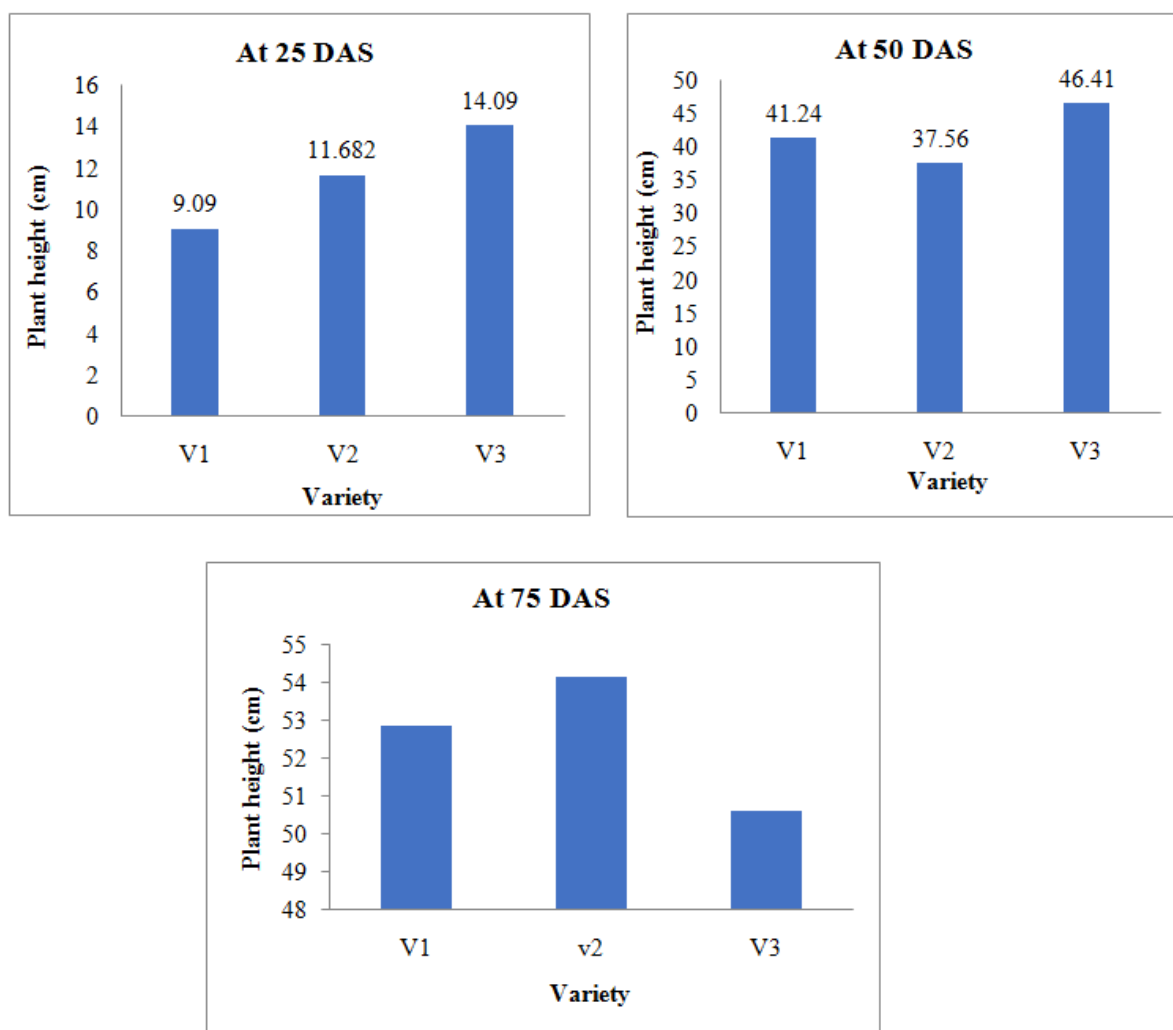 At 25 DAS
Plant height (cm)
16
14
12
10
8
6
4
2
0
9.09
11.682
14.09
V1 V2 V3
Variety
At 50 DAS
Plant height (cm)
50
45
40
35
30
25
20
15
10
5
0
41.24
37.56
46.41
V1 V2 V3
Variety
At 75 DAS
Plant height (cm)
55
54
53
52
51
50
49
48
V1 v2 V3
Variety